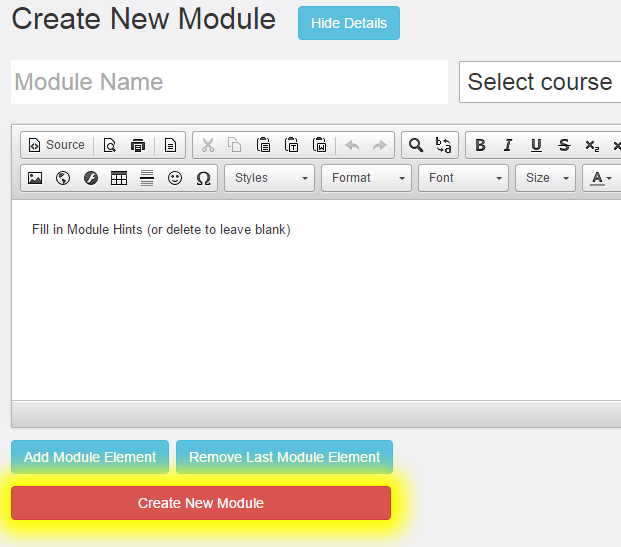 Create New Module Hide Details
Module Name Select course
Source B I U S x₂ x
Styles Format Font Size A
Fill in Module Hints (or delete to leave blank)
Add Module Element Remove Last Module Element
Create New Module